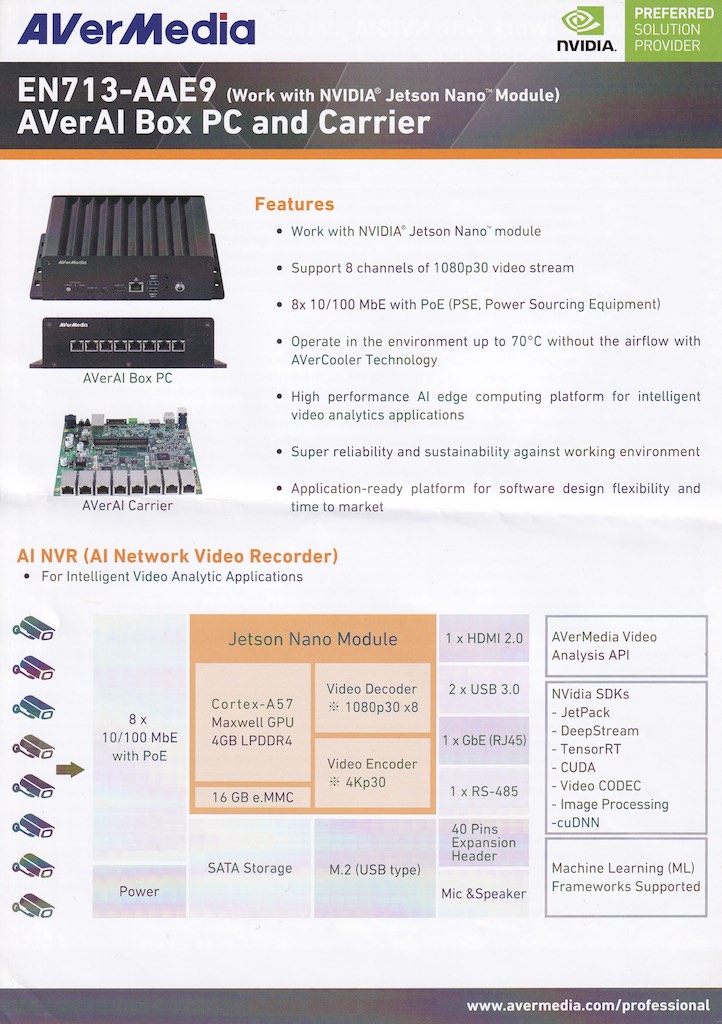 AVerMedia
NVIDIA.
PREFERRED
SOLUTION
PROVIDER
EN713-AAE9 (Work with NVIDIA® Jetson Nano™ Module)
AVerAI Box PC and Carrier
AVerMedia
AVerMedia
AVerAI Box PC
AVerAI Carrier
Features
• Work with NVIDIA® Jetson Nano™ module
• Support 8 channels of 1080p30 video stream
• 8x 10/100 MbE with PoE (PSE, Power Sourcing Equipment)
• Operate in the environment up to 70°C without the airflow with
AVerCooler Technology
• High performance AI edge computing platform for intelligent
video analytics applications
• Super reliability and sustainability against working environment
• Application-ready platform for software design flexibility and
time to market
AI NVR (AI Network Video Recorder)
• For Intelligent Video Analytic Applications
8 x
10/100 MbE
with PoE
Power
Jetson Nano Module
Cortex-A57
Maxwell GPU
4GB LPDDR4
16 GB e.MMC
Video Decoder
※ 1080p30 x8
Video Encoder
※ 4Kp30
SATA Storage
M.2 (USB type)
1 x HDMI 2.0
2 x USB 3.0
1 x GbE (RJ45)
1 x RS-485
40 Pins
Expansion
Header
Mic &Speaker
AVerMedia Video
Analysis API
NVidia SDKs
- JetPack
- DeepStream
- TensorRT
- CUDA
- Video CODEC
- Image Processing
-cuDNN
Machine Learning (ML)
Frameworks Supported
www.avermedia.com/professional